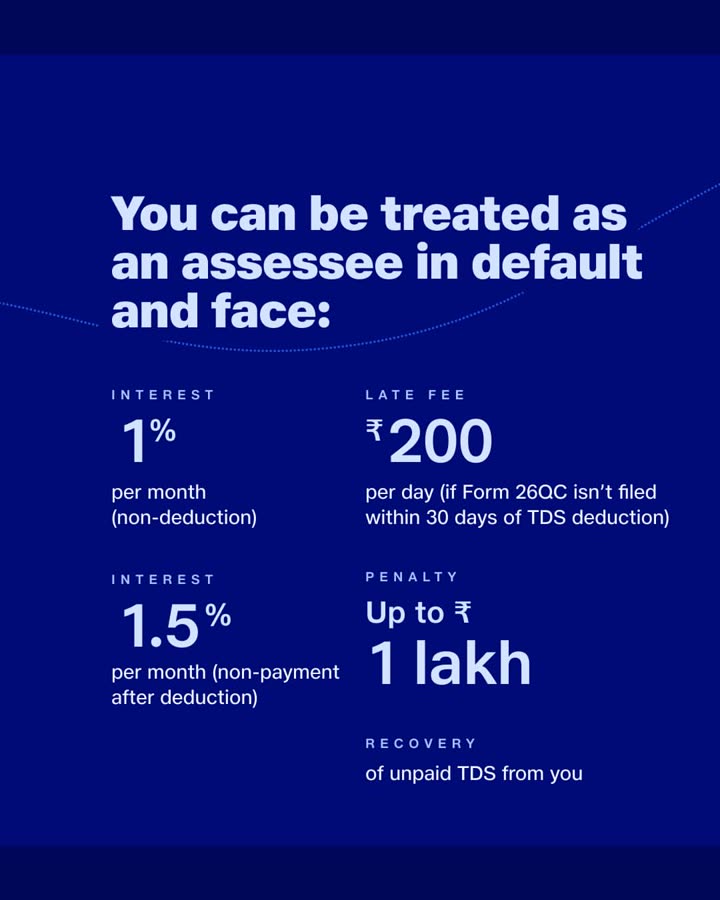 You can be treated as
an assessee in default
and face:
INTEREST
1%
per month
(non-deduction)
LATE FEE
₹200
per day (if Form 26QC isn’t filed
within 30 days of TDS deduction)
INTEREST
1.5%
per month (non-payment
after deduction)
PENALTY
Up to ₹
1 lakh
RECOVERY
of unpaid TDS from you